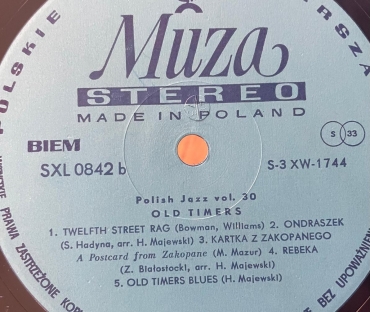 POLSKIE
RSZA
Muza
STEREO
MADE IN POLAND
BIEM
S 33
SXL 0842 b
S-3 XW-1744
Polish Jazz vol. 30
OLD TIMERS
1. TWELFTH STREET RAG (Bowman, Williams) 2. ONDRASZEK
(S. Hadyna, arr. H. Majewski) 3. KARTKA Z ZAKOPANEGO
A Postcard from Zakopane (M. Mazur) 4. REBEKA
(Z. Białostocki, arr. H. Majewski)
5. OLD TIMERS BLUES (H. Majewski)
PRAWA ZASTRZEŻONE KOP
BEZ UPOWAŻNIEN